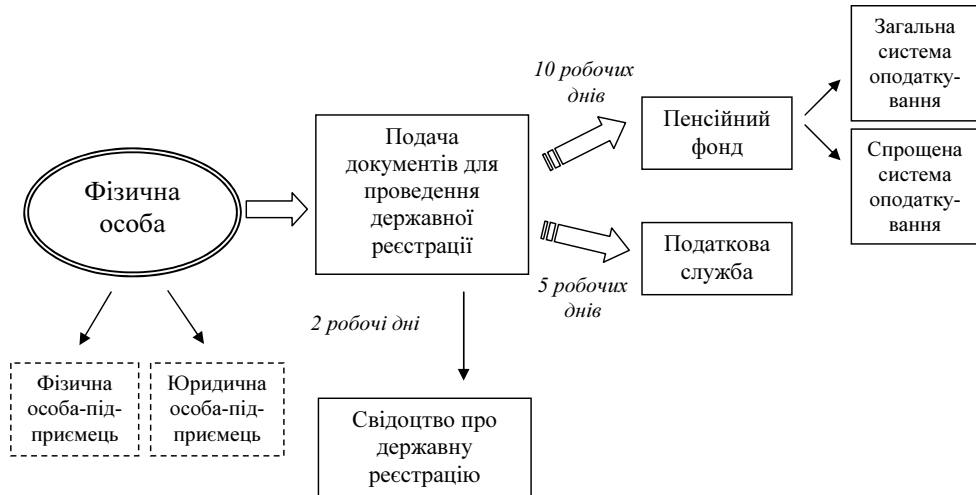 Фізична
особа
Фізична
особа-під-
приємець
Юридична
особа-під-
приємець
Подача
документів для
проведення
державної
реєстрації
2 робочі дні
Свідоцтво про
державну
реєстрацію
10 робочих
днів
Пенсійний
фонд
5 робочих
днів
Податкова
служба
Загальна
система
оподатку-
вання
Спрощена
система
оподатку-
вання